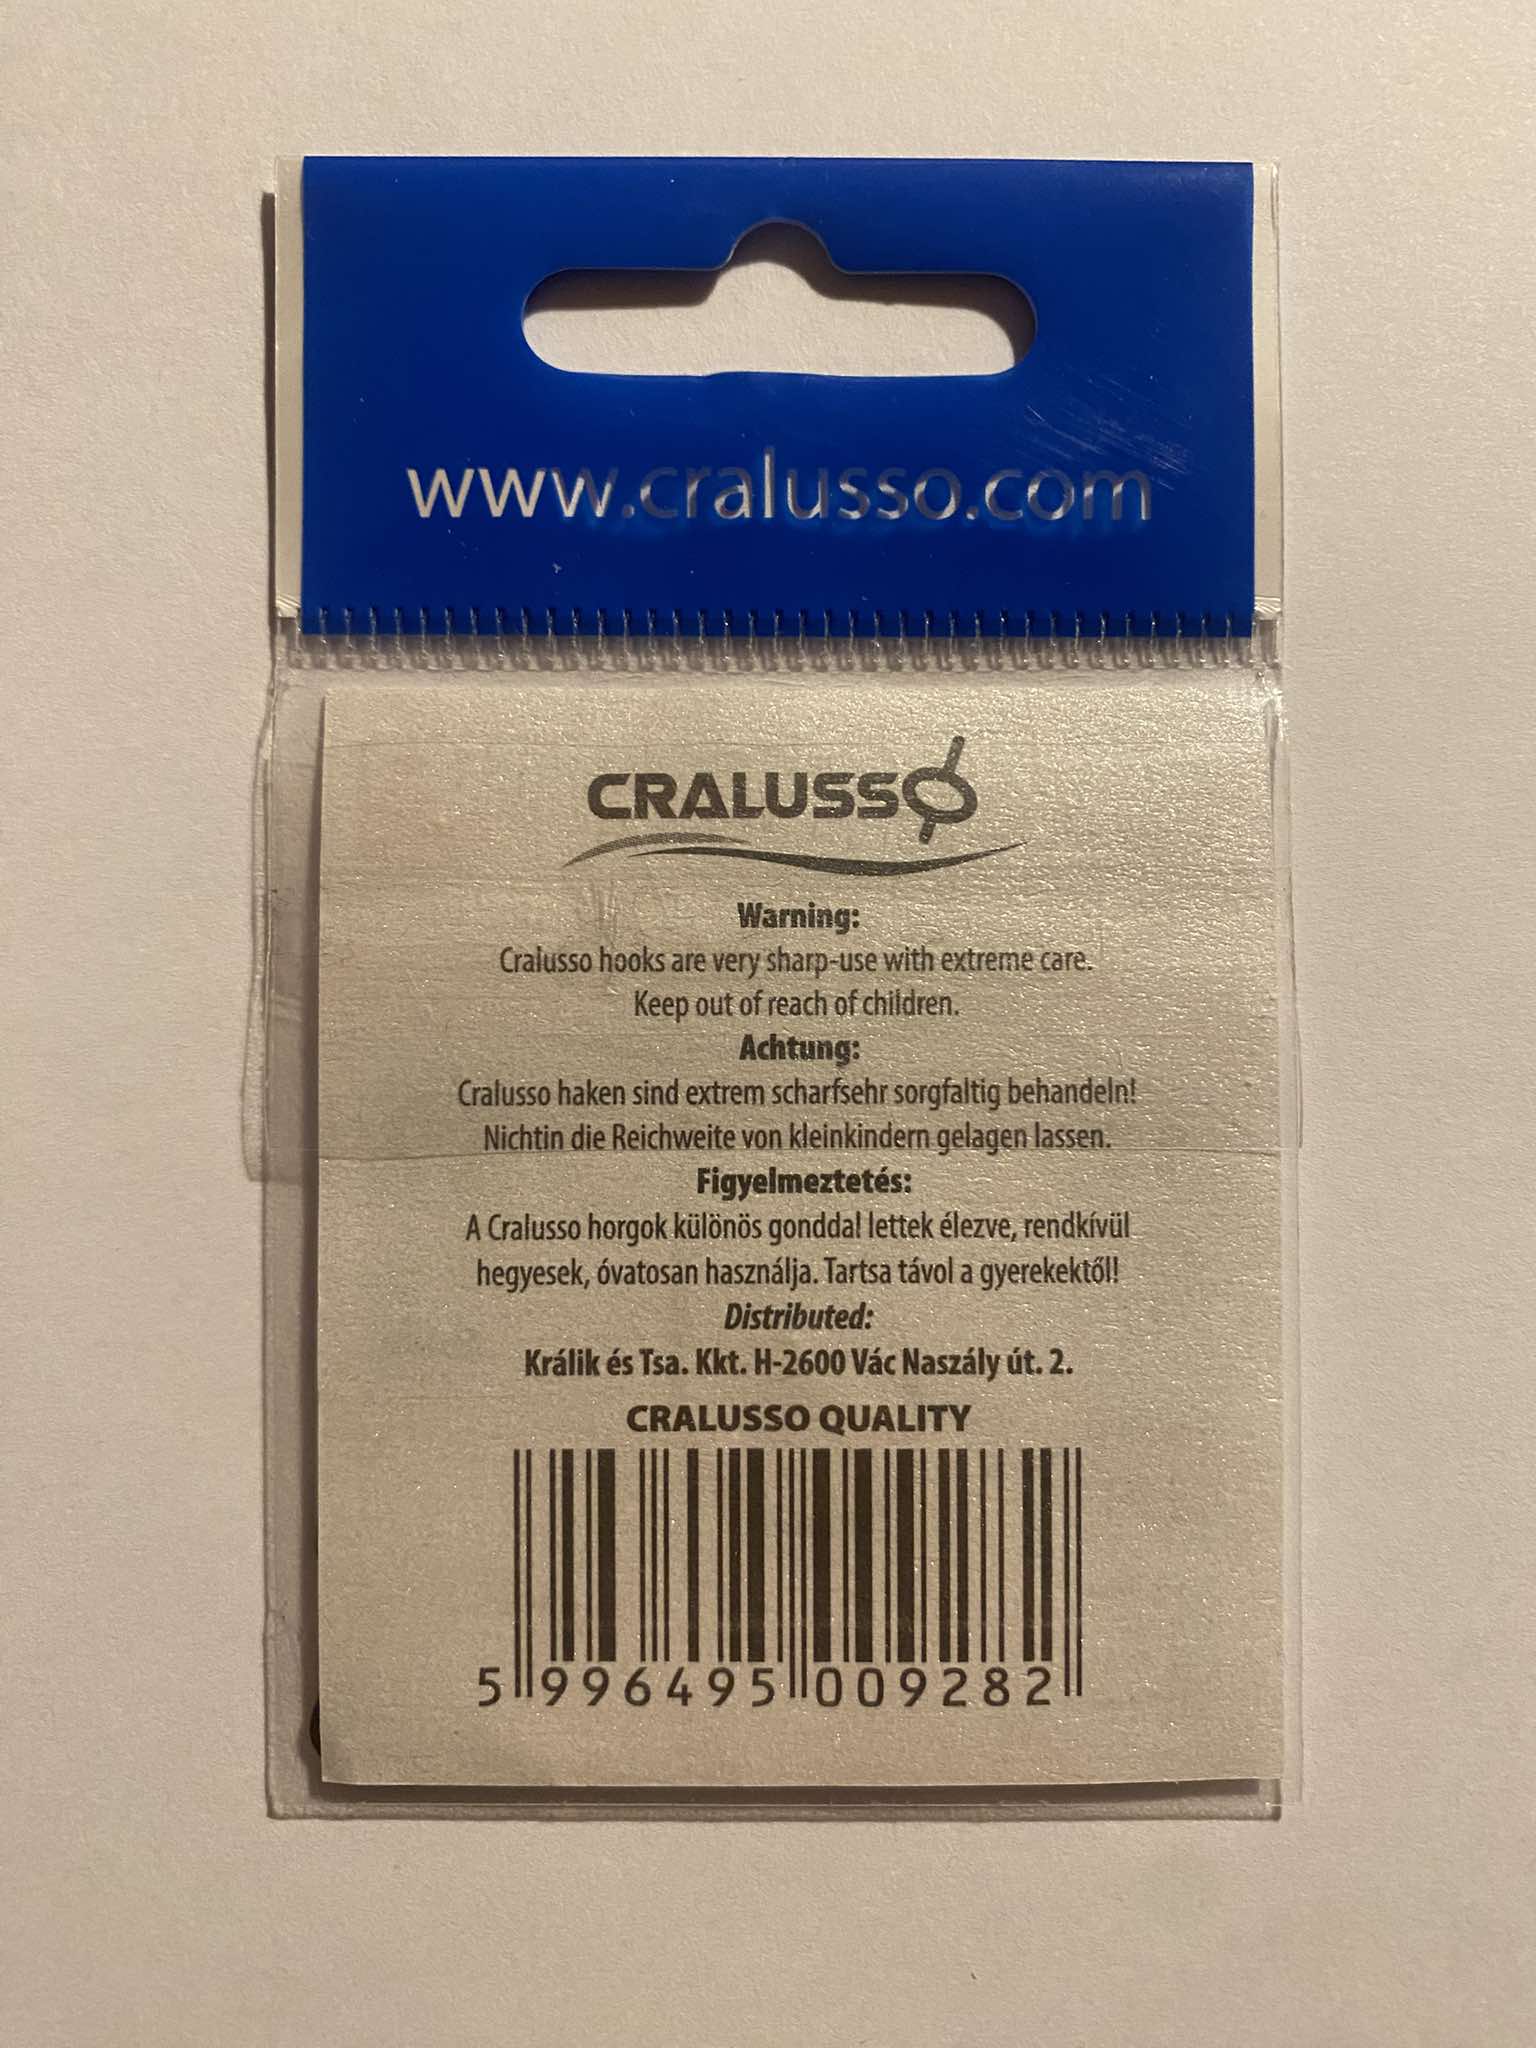 www.cralusso.com
CRALUSSO
Warning:
Cralusso hooks are very sharp-use with extreme care.
Keep out of reach of children.
Achtung:
Cralusso haken sind extrem scharfsehr sorgfaltig behandeln!
Nichtin die Reichweite von kleinkindern gelagen lassen.
Figyelmeztetés:
A Cralusso horgok különös gonddal lettek élezve, rendkívül
hegyesek, óvatosan használja. Tartsa távol a gyerekektől!
Distributed:
Králik és Tsa. Kkt. H-2600 Vác Naszály út. 2.
CRALUSSO QUALITY
5 996495 009282